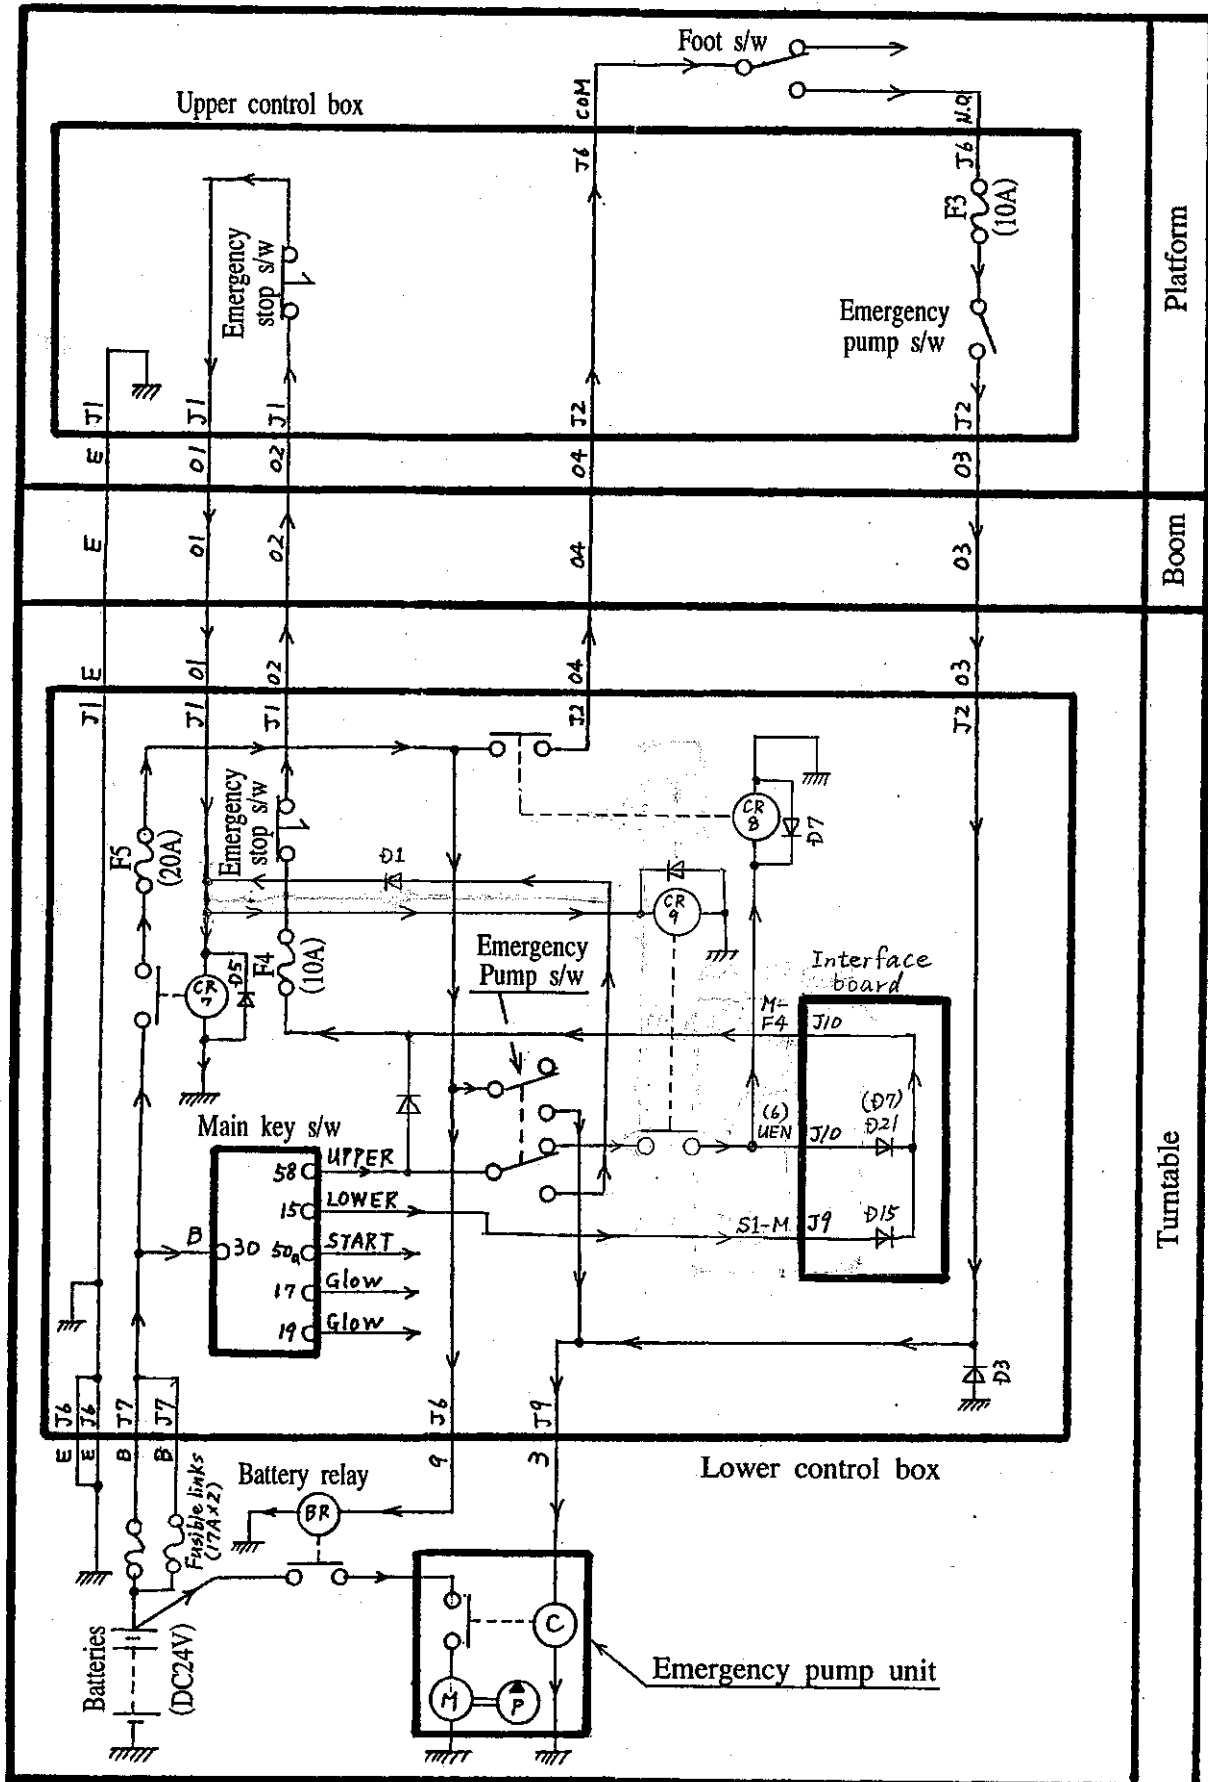 Foot s/w
Upper control box
COM
J6
N.O
J6
F3
(10A)
Emergency
stop s/w
Emergency
pump s/w
Platform
J1
J1
J1
J2
J2
E
01
02
04
03
E
01
02
04
03
Boom
E
01
02
04
03
J1
J1
J1
J2
J2
F5
(20A)
Emergency
stop s/w
D1
CR
8
D7
CR
9
F4
(10A)
CR
7
D5
Emergency
Pump s/w
Interface
board
M-
F4
J10
Main key s/w
(6)
UEN
J10
(D7)
D21
58 UPPER
15 LOWER
S1-M
J9
D15
B
30
50a START
17 Glow
19 Glow
Turntable
D3
J6
J6
J7
J7
J6
J9
E
E
B
B
9
3
Lower control box
Fusible links
(17A×2)
Battery relay
BR
Batteries
(DC24V)
C
M
P
Emergency pump unit